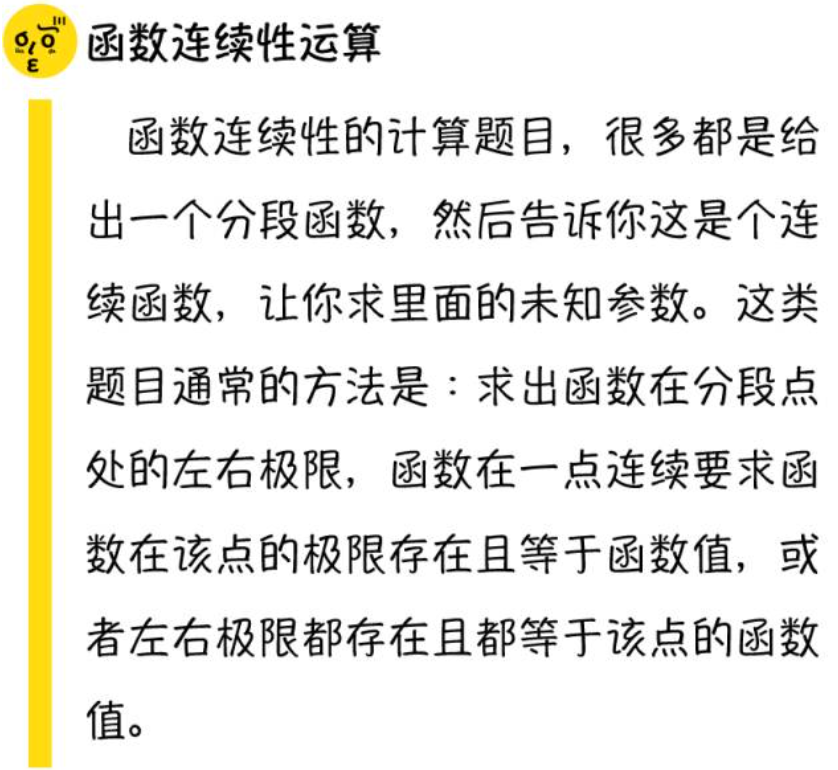 函数连续性运算
函数连续性的计算题目，很多都是给
出一个分段函数，然后告诉你这是个连
续函数，让你求里面的未知参数。这类
题目通常的方法是：求出函数在分段点
处的左右极限，函数在一点连续要求函
数在该点的极限存在且等于函数值，或
者左右极限都存在且都等于该点的函数
值。